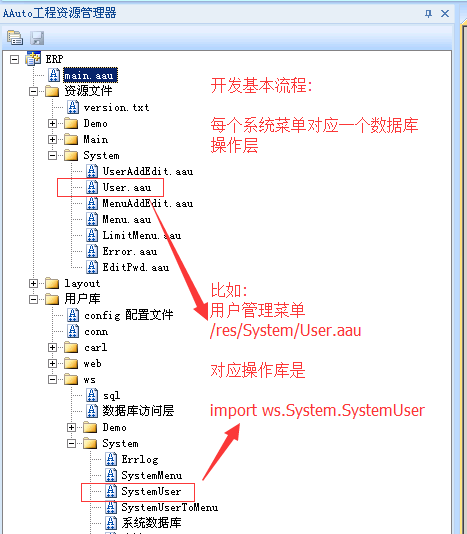 AAuto工程资源管理器
ERP
main.aau
资源文件
version.txt
Demo
Main
System
UserAddEdit.aau
User.aau
MenuAddEdit.aau
Menu.aau
LimitMenu.aau
Error.aau
EditPwd.aau
layout
用户库
config 配置文件
conn
carl
web
ws
sql
数据库访问层
Demo
System
Errlog
SystemMenu
SystemUser
SystemUserToMenu
系统数据库
开发基本流程:
每个系统菜单对应一个数据库
操作层
比如:
用户管理菜单
/res/System/User.aau
对应操作库是
import ws.System.SystemUser